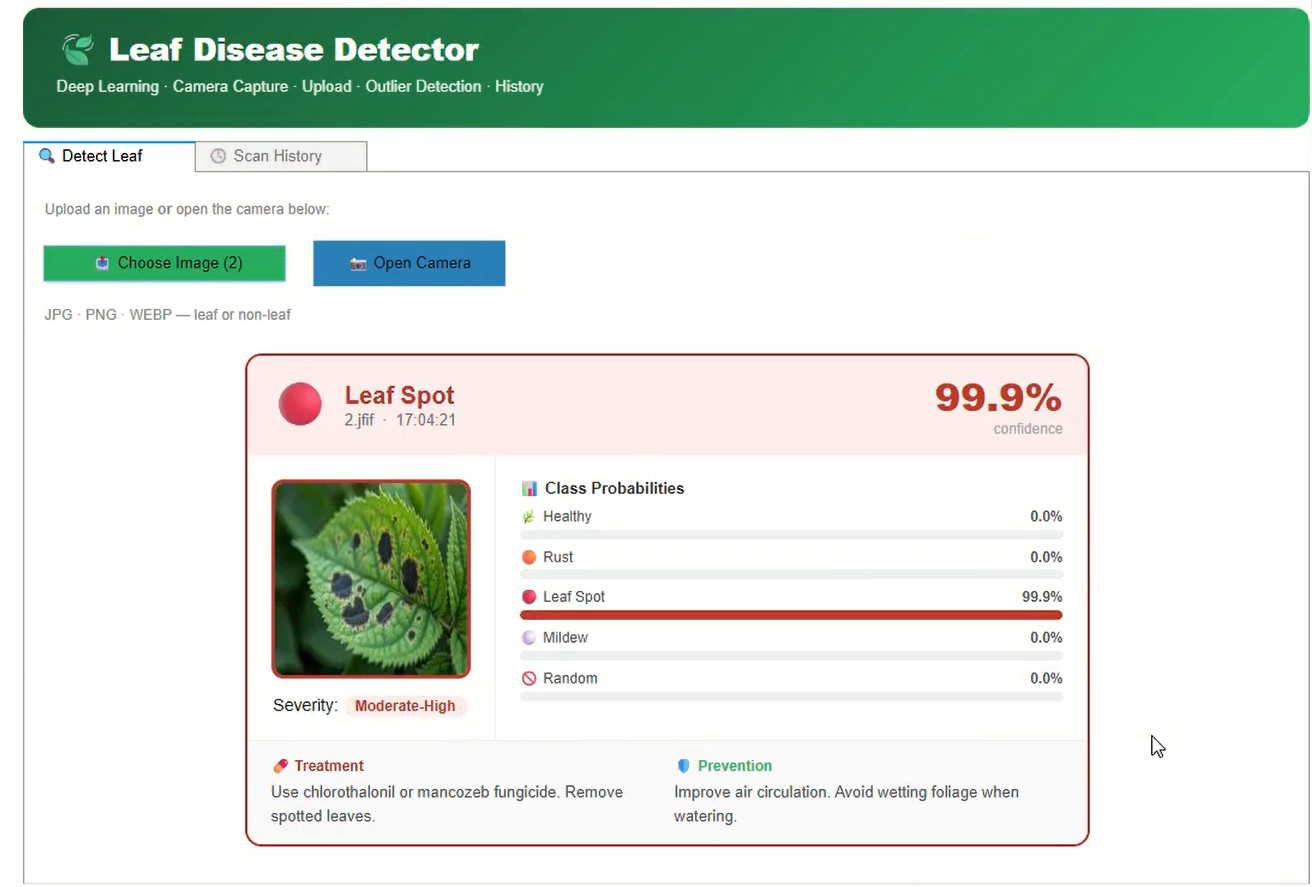 Leaf Disease Detector
Deep Learning · Camera Capture · Upload · Outlier Detection · History
Detect Leaf
Scan History
Upload an image or open the camera below:
Choose Image (2)
Open Camera
JPG · PNG · WEBP — leaf or non-leaf
Leaf Spot
2.jfif · 17:04:21
99.9%
confidence
Class Probabilities
Healthy 0.0%
Rust 0.0%
Leaf Spot 99.9%
Mildew 0.0%
Random 0.0%
Severity: Moderate-High
Treatment
Use chlorothalonil or mancozeb fungicide. Remove
spotted leaves.
Prevention
Improve air circulation. Avoid wetting foliage when
watering.